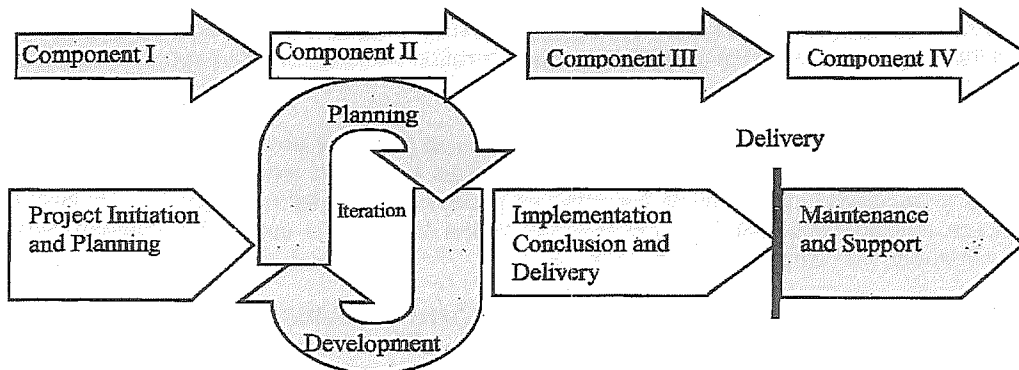 Component I
Component II
Component III
Component IV
Planning
Delivery
Project Initiation
and Planning
Iteration
Implementation
Conclusion and
Delivery
Maintenance
and Support
Development